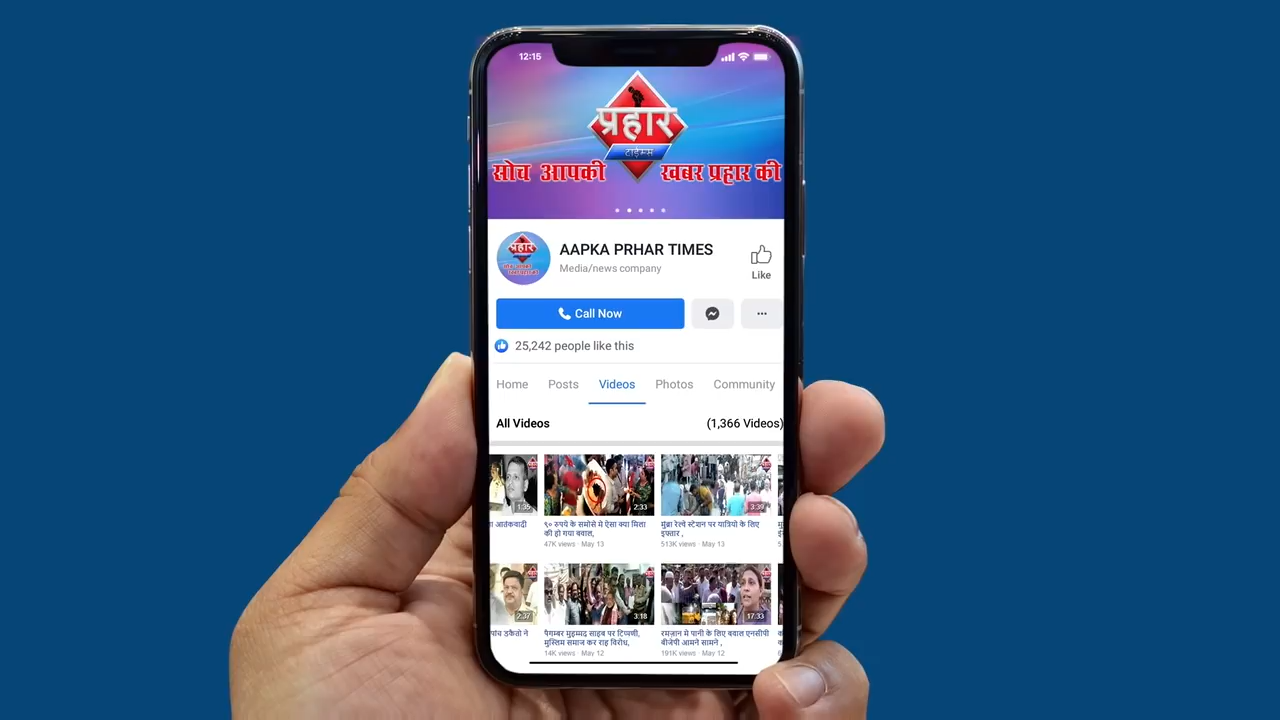 12:15
प्रहार
टाईम्स
सोच आपकी खबर प्रहार की
प्रहार
AAPKA PRHAR TIMES
Media/news company
Like
Call Now
25,242 people like this
Home Posts Videos Photos Community
All Videos (1,366 Videos)
1:35 2:33 3:39
आतंकवादी
९० रुपये के समोसे मे ऐसा क्या मिला
की हो गया बवाल,
47K views · May 13
मुंब्रा रेल्वे स्टेशन पर यात्रियो के लिए
इफ्तार ,
513K views · May 13
2:37 3:18 17:33
पांच डकैतो ने
पैगम्बर मुहम्मद साहब पर टिप्पणी,
मुस्लिम समाज कर राह विरोध,
14K views · May 12
रमज़ान मे पानी के लिए बवाल एनसीपी
बीजेपी आमने सामने ,
191K views · May 12